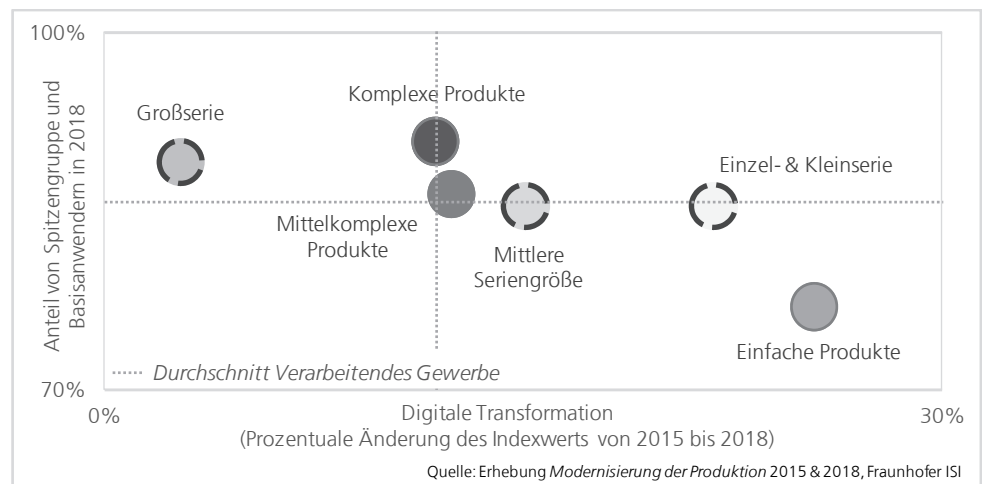 100%
Anteil von Spitzengruppe und
Basisanwendern in 2018
Großserie
Komplexe Produkte
Einzel- & Kleinserie
Mittelkomplexe
Produkte
Mittlere
Seriengröße
Einfache Produkte
Durchschnitt Verarbeitendes Gewerbe
70%
0%
Digitale Transformation
30%
(Prozentuale Änderung des Indexwerts von 2015 bis 2018)
Quelle: Erhebung Modernisierung der Produktion 2015 & 2018, Fraunhofer ISI